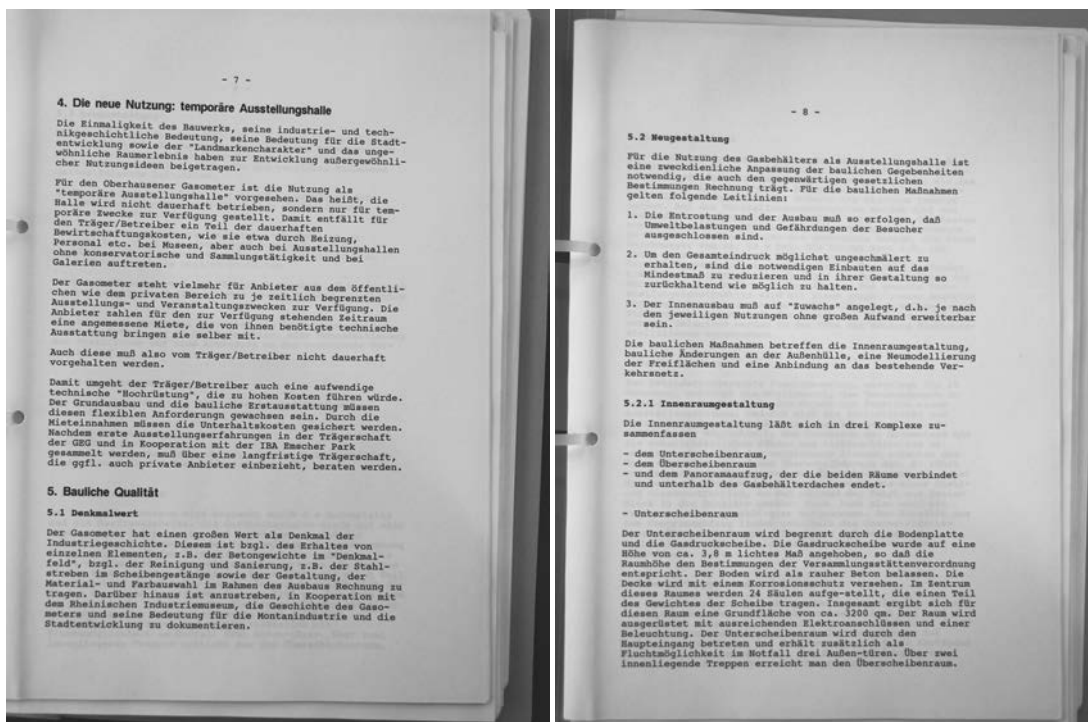 - 7 -
4. Die neue Nutzung: temporäre Ausstellungshalle
Die Einmaligkeit des Bauwerks, seine industrie- und tech-
nikgeschichtliche Bedeutung, seine Bedeutung für die Stadt-
entwicklung sowie der "Landmarkencharakter" und das unge-
wöhnliche Raumerlebnis haben zur Entwicklung außergewöhnli-
cher Nutzungsideen beigetragen.
Für den Oberhausener Gasometer ist die Nutzung als
"temporäre Ausstellungshalle" vorgesehen. Das heißt, die
Halle wird nicht dauerhaft betrieben, sondern nur für tem-
poräre Zwecke zur Verfügung gestellt. Damit entfällt für
den Träger/Betreiber ein Teil der dauerhaften
Bewirtschaftungskosten, wie sie etwa durch Heizung,
Personal etc. bei Museen, aber auch bei Ausstellungshallen
ohne konservatorische und Sammlungstätigkeit und bei
Galerien auftreten.
Der Gasometer steht vielmehr für Anbieter aus dem öffentli-
chen wie dem privaten Bereich zu je zeitlich begrenzten
Ausstellungs- und Veranstaltungszwecken zur Verfügung. Die
Anbieter zahlen für den zur Verfügung stehenden Zeitraum
eine angemessene Miete, die von ihnen benötigte technische
Ausstattung bringen sie selber mit.
Auch diese muß also vom Träger/Betreiber nicht dauerhaft
vorgehalten werden.
Damit umgeht der Träger/Betreiber auch eine aufwendige
technische "Hochrüstung", die zu hohen Kosten führen würde.
Der Grundausbau und die bauliche Erstausstattung müssen
diesen flexiblen Anforderungn gewachsen sein. Durch die
Mieteinnahmen müssen die Unterhaltskosten gesichert werden.
Nachdem erste Ausstellungserfahrungen in der Trägerschaft
der GEG und in Kooperation mit der IBA Emscher Park
gesammelt werden, muß über eine langfristige Trägerschaft,
die ggfl. auch private Anbieter einbezieht, beraten werden.
5. Bauliche Qualität
5.1 Denkmalwert
Der Gasometer hat einen großen Wert als Denkmal der
Industriegeschichte. Diesem ist bzgl. des Erhaltes von
einzelnen Elementen, z.B. der Betongewichte im "Denkmal-
feld", bzgl. der Reinigung und Sanierung, z.B. der Stahl-
streben im Scheibengestänge sowie der Gestaltung, der
Material- und Farbauswahl im Rahmen des Ausbaus Rechnung zu
tragen. Darüber hinaus ist anzustreben, in Kooperation mit
dem Rheinischen Industriemuseum, die Geschichte des Gaso-
meters und seine Bedeutung für die Montanindustrie und die
Stadtentwicklung zu dokumentieren.
- 8 -
5.2 Neugestaltung
Für die Nutzung des Gasbehälters als Ausstellungshalle ist
eine zweckdienliche Anpassung der baulichen Gegebenheiten
notwendig, die auch den gegenwärtigen gesetzlichen
Bestimmungen Rechnung trägt. Für die baulichen Maßnahmen
gelten folgende Leitlinien:
1. Die Entrostung und der Ausbau muß so erfolgen, daß
Umweltbelastungen und Gefährdungen der Besucher
ausgeschlossen sind.
2. Um den Gesamteindruck möglichst ungeschmälert zu
erhalten, sind die notwendigen Einbauten auf das
Mindestmaß zu reduzieren und in ihrer Gestaltung so
zurückhaltend wie möglich zu halten.
3. Der Innenausbau muß auf "Zuwachs" angelegt, d.h. je nach
den jeweiligen Nutzungen ohne großen Aufwand erweiterbar
sein.
Die baulichen Maßnahmen betreffen die Innenraumgestaltung,
bauliche Änderungen an der Außenhülle, eine Neumodellierung
der Freiflächen und eine Anbindung an das bestehende Ver-
kehrsnetz.
5.2.1 Innenraumgestaltung
Die Innenraumgestaltung läßt sich in drei Komplexe zu-
sammenfassen
- dem Unterscheibenraum,
- dem Überscheibenraum
- und dem Panoramaaufzug, der die beiden Räume verbindet
und unterhalb des Gasbehälterdaches endet.
- Unterscheibenraum
Der Unterscheibenraum wird begrenzt durch die Bodenplatte
und die Gasdruckscheibe. Die Gasdruckscheibe wurde auf eine
Höhe von ca. 3,8 m lichtes Maß angehoben, so daß die
Raumhöhe den Bestimmungen der Versammlungsstättenverordnung
entspricht. Der Boden wird als rauher Beton belassen. Die
Decke wird mit einem Korrosionsschutz versehen. Im Zentrum
dieses Raumes werden 24 Säulen aufge-stellt, die einen Teil
des Gewichtes der Scheibe tragen. Insgesamt ergibt sich für
diesen Raum eine Grundfläche von ca. 3200 qm. Der Raum wird
ausgerüstet mit ausreichenden Elektroanschlüssen und einer
Beleuchtung. Der Unterscheibenraum wird durch den
Haupteingang betreten und erhält zusätzlich als
Fluchtmöglichkeit im Notfall drei Außen-türen. Über zwei
innenliegende Treppen erreicht man den Überscheibenraum.